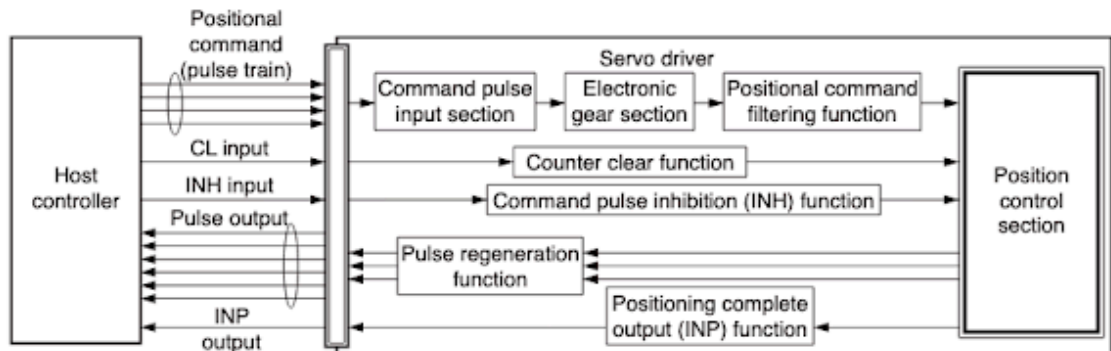 Positional
command
(pulse train)
Servo driver
Command pulse
input section
Electronic
gear section
Positional command
filtering function
CL input
Counter clear function
Host
controller
INH input
Command pulse inhibition (INH) function
Position
control
section
Pulse output
Pulse regeneration
function
Positioning complete
output (INP) function
INP
output